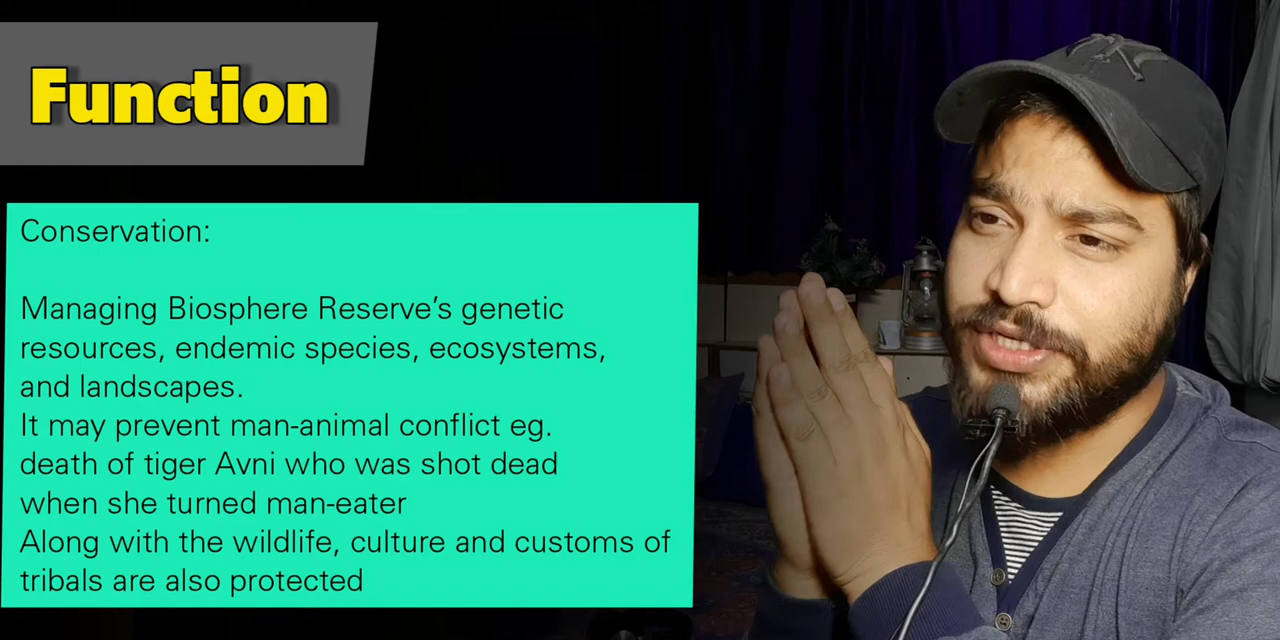 Function
Conservation:
Managing Biosphere Reserve’s genetic
resources, endemic species, ecosystems,
and landscapes.
It may prevent man-animal conflict eg.
death of tiger Avni who was shot dead
when she turned man-eater
Along with the wildlife, culture and customs of
tribals are also protected